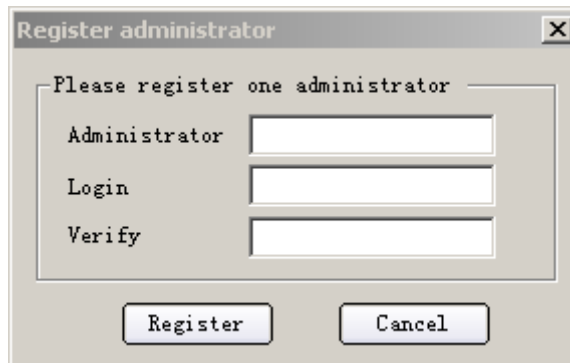 Register administrator
Please register one administrator
Administrator
Login
Verify
Register Cancel